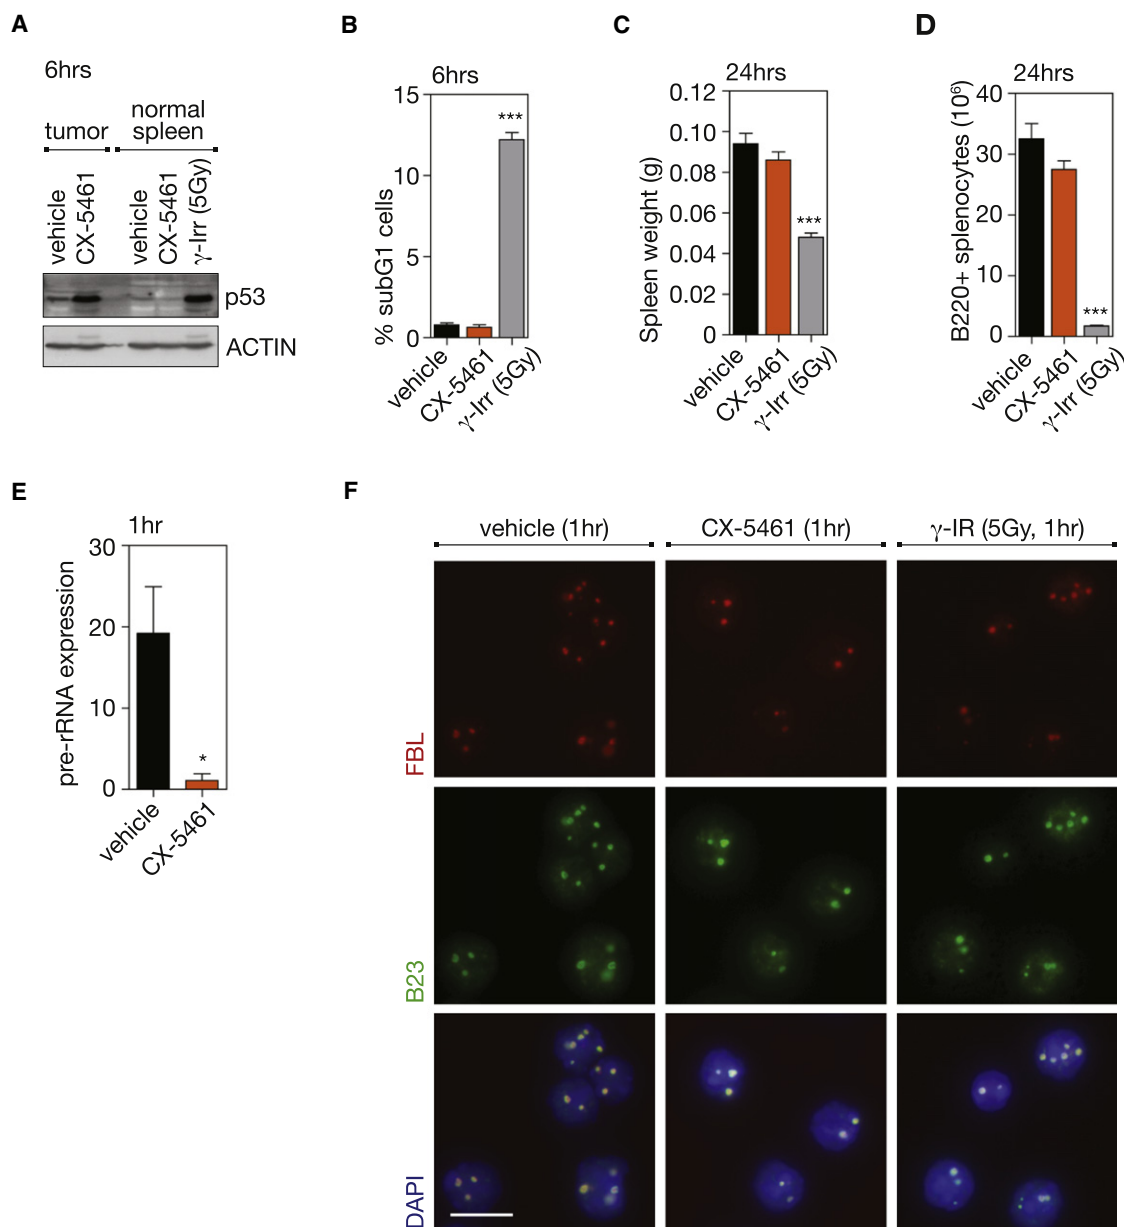 A
6hrs
tumor
normal
spleen
vehicle
CX-5461
vehicle
CX-5461
γ-Irr (5Gy)
p53
ACTIN
B
6hrs
% subG1 cells
15
10
5
0
***
vehicle
CX-5461
γ-Irr (5Gy)
C
24hrs
Spleen weight (g)
0.12
0.10
0.08
0.06
0.04
0.02
0
***
vehicle
CX-5461
γ-Irr (5Gy)
D
24hrs
B220+ splenocytes (10⁶)
40
30
20
10
0
***
vehicle
CX-5461
γ-Irr (5Gy)
E
1hr
pre-rRNA expression
30
20
10
0
*
vehicle
CX-5461
F
vehicle (1hr)
CX-5461 (1hr)
γ-IR (5Gy, 1hr)
FBL
B23
DAPI